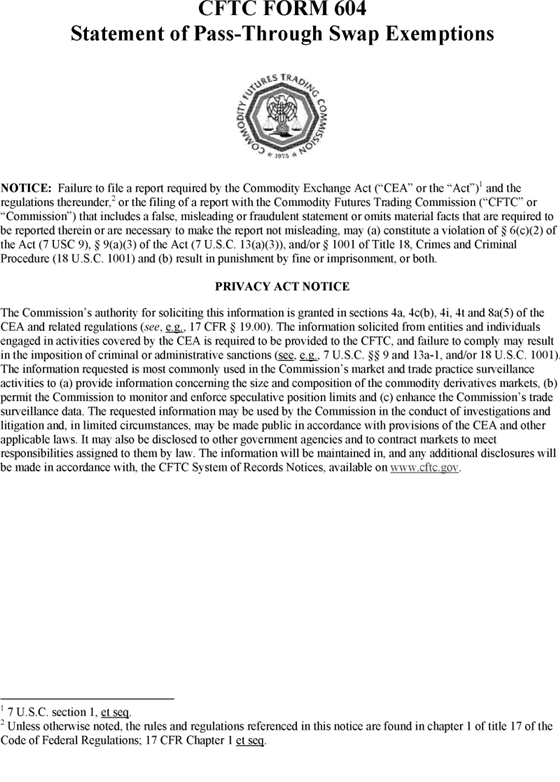 CFTC FORM 604
Statement of Pass-Through Swap Exemptions
COMMODITY FUTURES TRADING COMMISSION
★ 1975 ★
NOTICE: Failure to file a report required by the Commodity Exchange Act (“CEA” or the “Act”)1 and the
regulations thereunder,2 or the filing of a report with the Commodity Futures Trading Commission (“CFTC” or
“Commission”) that includes a false, misleading or fraudulent statement or omits material facts that are required to
be reported therein or are necessary to make the report not misleading, may (a) constitute a violation of § 6(c)(2) of
the Act (7 USC 9), § 9(a)(3) of the Act (7 U.S.C. 13(a)(3)), and/or § 1001 of Title 18, Crimes and Criminal
Procedure (18 U.S.C. 1001) and (b) result in punishment by fine or imprisonment, or both.
PRIVACY ACT NOTICE
The Commission’s authority for soliciting this information is granted in sections 4a, 4c(b), 4i, 4t and 8a(5) of the
CEA and related regulations (see, e.g., 17 CFR § 19.00). The information solicited from entities and individuals
engaged in activities covered by the CEA is required to be provided to the CFTC, and failure to comply may result
in the imposition of criminal or administrative sanctions (see, e.g., 7 U.S.C. §§ 9 and 13a-1, and/or 18 U.S.C. 1001).
The information requested is most commonly used in the Commission’s market and trade practice surveillance
activities to (a) provide information concerning the size and composition of the commodity derivatives markets, (b)
permit the Commission to monitor and enforce speculative position limits and (c) enhance the Commission’s trade
surveillance data. The requested information may be used by the Commission in the conduct of investigations and
litigation and, in limited circumstances, may be made public in accordance with provisions of the CEA and other
applicable laws. It may also be disclosed to other government agencies and to contract markets to meet
responsibilities assigned to them by law. The information will be maintained in, and any additional disclosures will
be made in accordance with, the CFTC System of Records Notices, available on www.cftc.gov.
1 7 U.S.C. section 1, et seq.
2 Unless otherwise noted, the rules and regulations referenced in this notice are found in chapter 1 of title 17 of the
Code of Federal Regulations; 17 CFR Chapter 1 et seq.